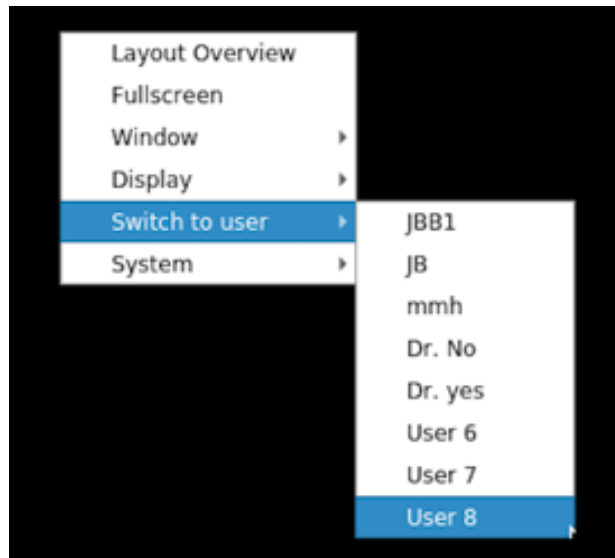 Layout Overview
Fullscreen
Window
Display
Switch to user
System
JBB1
JB
mmh
Dr. No
Dr. yes
User 6
User 7
User 8